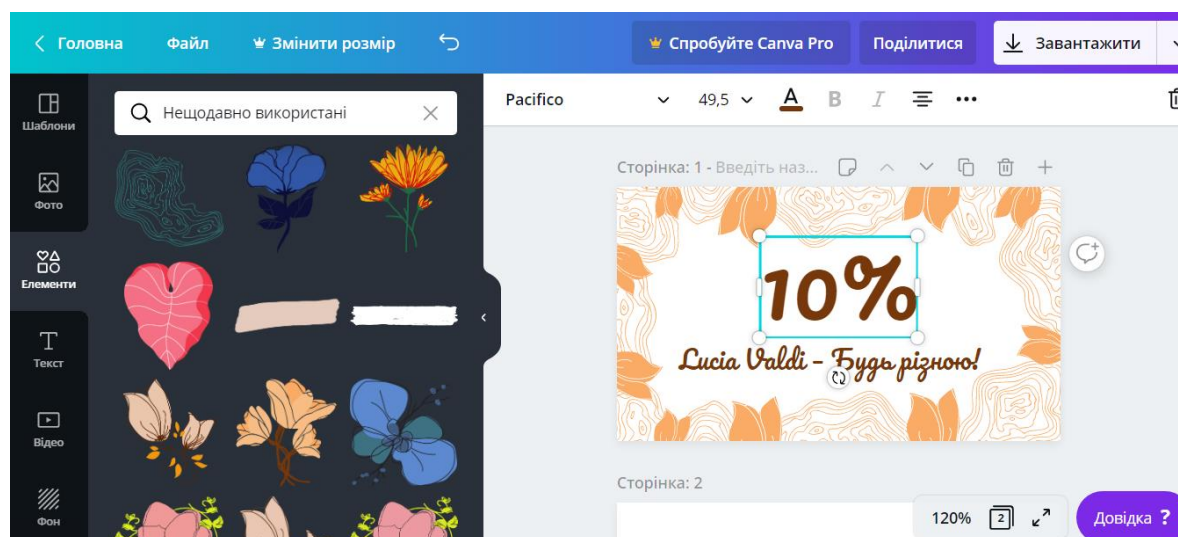 Головна Файл Змінити розмір Спробуйте Canva Pro Поділитися Завантажити
Шаблони
Фото
Елементи
Текст
Відео
Фон
Нещодавно використані
Pacifico 49,5 A B I
Сторінка: 1 - Введіть наз...
10%
Lucia Valdi – Будь різною!
Сторінка: 2
120% 2 Довідка ?